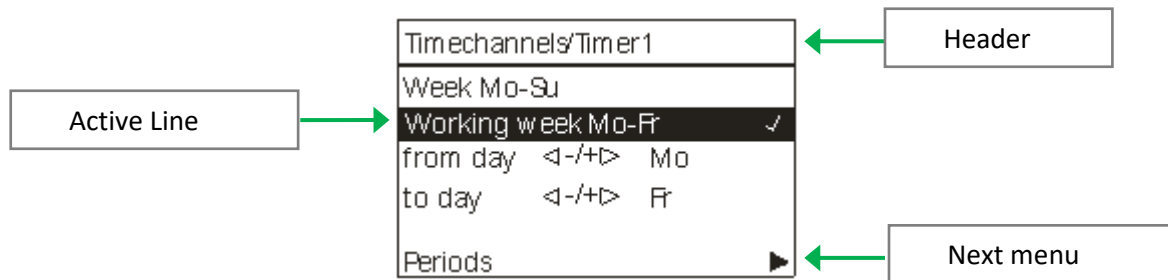 Timechannels/Timer1
Header
Week Mo-Su
Active Line
Working week Mo-Fr ✓
from day ◁-/+▷ Mo
to day ◁-/+▷ Fr
Periods ▶
Next menu